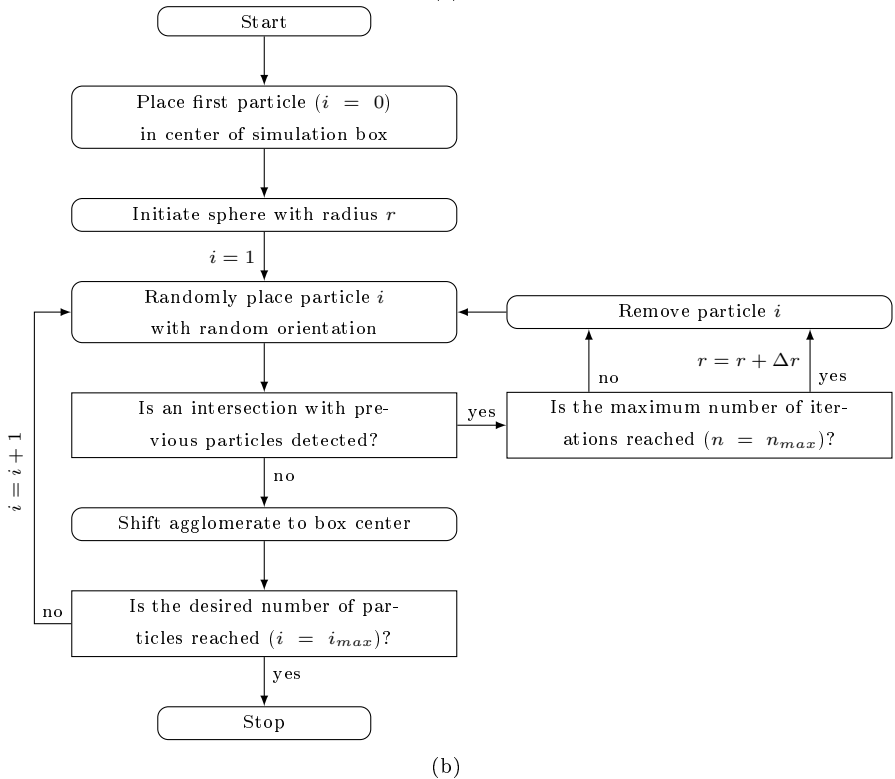 Start
Place first particle (i = 0)
in center of simulation box
Initiate sphere with radius r
i = 1
Randomly place particle i
with random orientation
Remove particle i
r = r + Δr
no
yes
Is an intersection with pre-
vious particles detected?
yes
Is the maximum number of iter-
ations reached (n = n_max)?
i = i + 1
no
Shift agglomerate to box center
no
Is the desired number of par-
ticles reached (i = i_max)?
yes
Stop
(b)